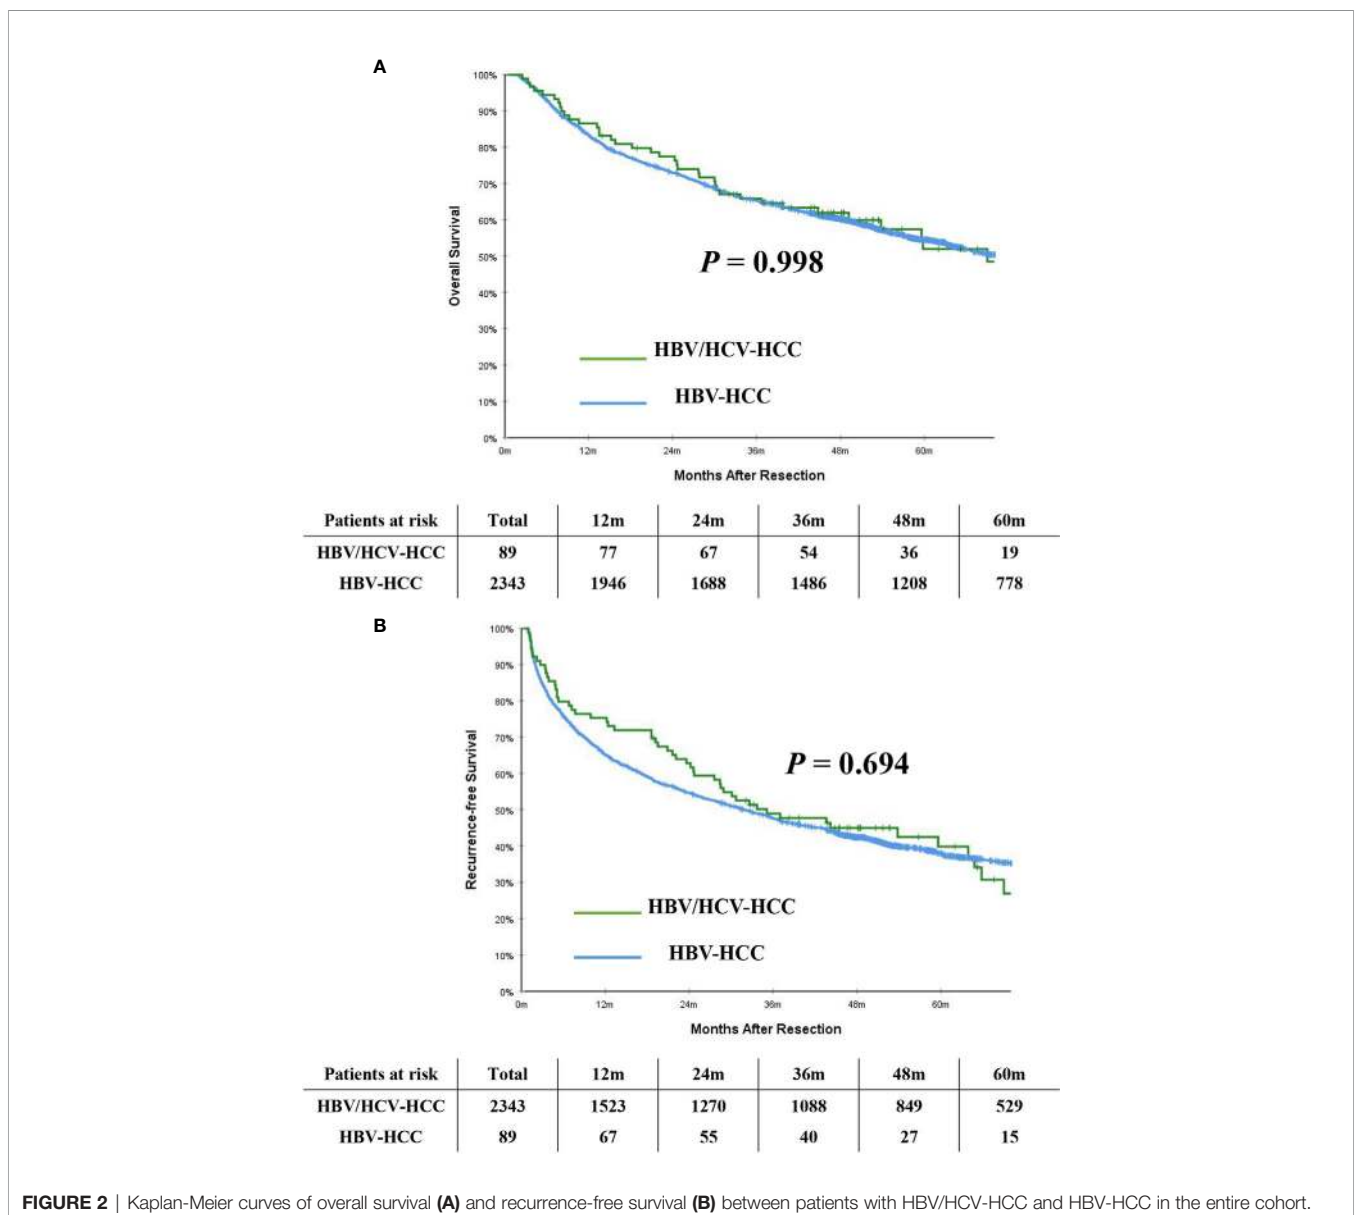 A
100%
90%
80%
70%
60%
50%
40%
30%
20%
10%
0%
Overall Survival
P = 0.998
HBV/HCV-HCC
HBV-HCC
0m 12m 24m 36m 48m 60m
Months After Resection
Patients at risk Total 12m 24m 36m 48m 60m
HBV/HCV-HCC 89 77 67 54 36 19
HBV-HCC 2343 1946 1688 1486 1208 778
B
100%
90%
80%
70%
60%
50%
40%
30%
20%
10%
0%
Recurrence-free Survival
P = 0.694
HBV/HCV-HCC
HBV-HCC
0m 12m 24m 36m 48m 60m
Months After Resection
Patients at risk Total 12m 24m 36m 48m 60m
HBV/HCV-HCC 2343 1523 1270 1088 849 529
HBV-HCC 89 67 55 40 27 15
FIGURE 2 | Kaplan-Meier curves of overall survival (A) and recurrence-free survival (B) between patients with HBV/HCV-HCC and HBV-HCC in the entire cohort.